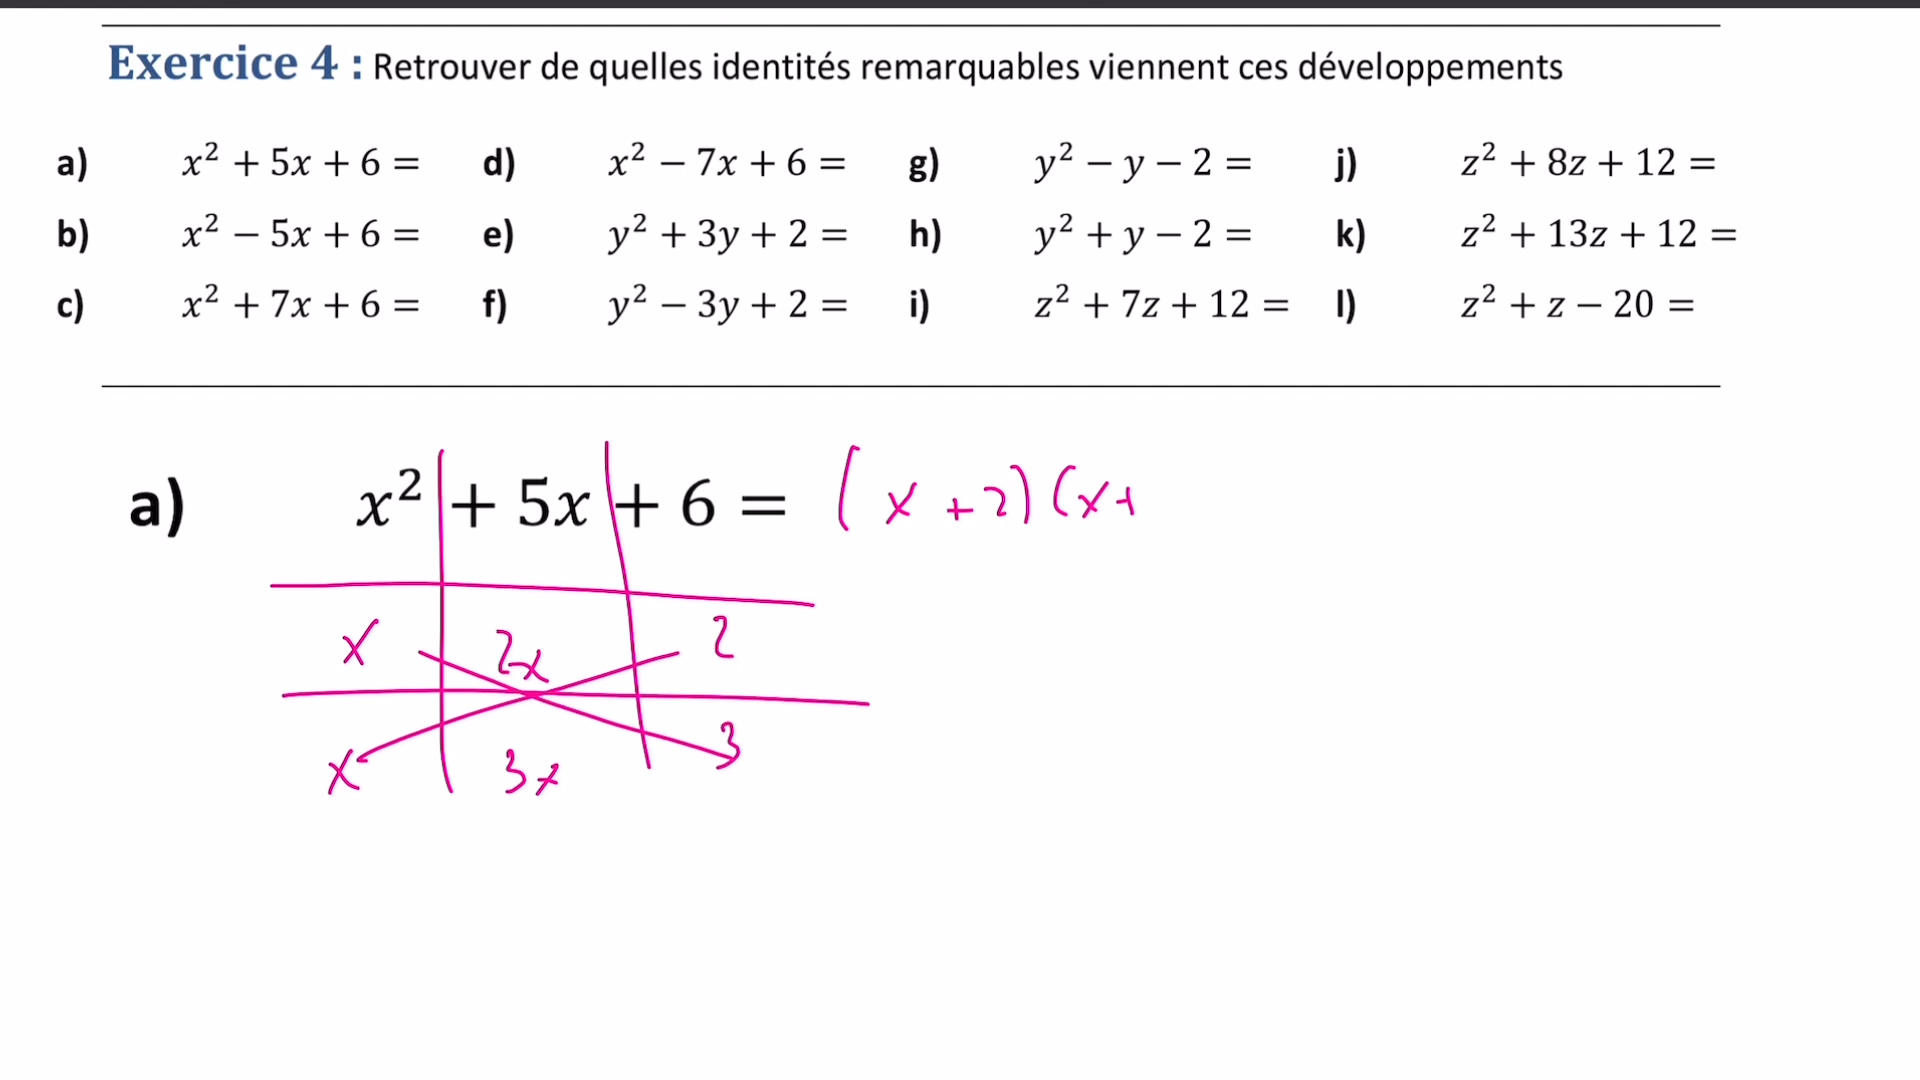 Exercice 4 : Retrouver de quelles identités remarquables viennent ces développements
a) x² + 5x + 6 = d) x² − 7x + 6 = g) y² − y − 2 = j) z² + 8z + 12 =
b) x² − 5x + 6 = e) y² + 3y + 2 = h) y² + y − 2 = k) z² + 13z + 12 =
c) x² + 7x + 6 = f) y² − 3y + 2 = i) z² + 7z + 12 = l) z² + z − 20 =
a) x² + 5x + 6 = (x + 2)(x +
x 2x 2
x 3x 3